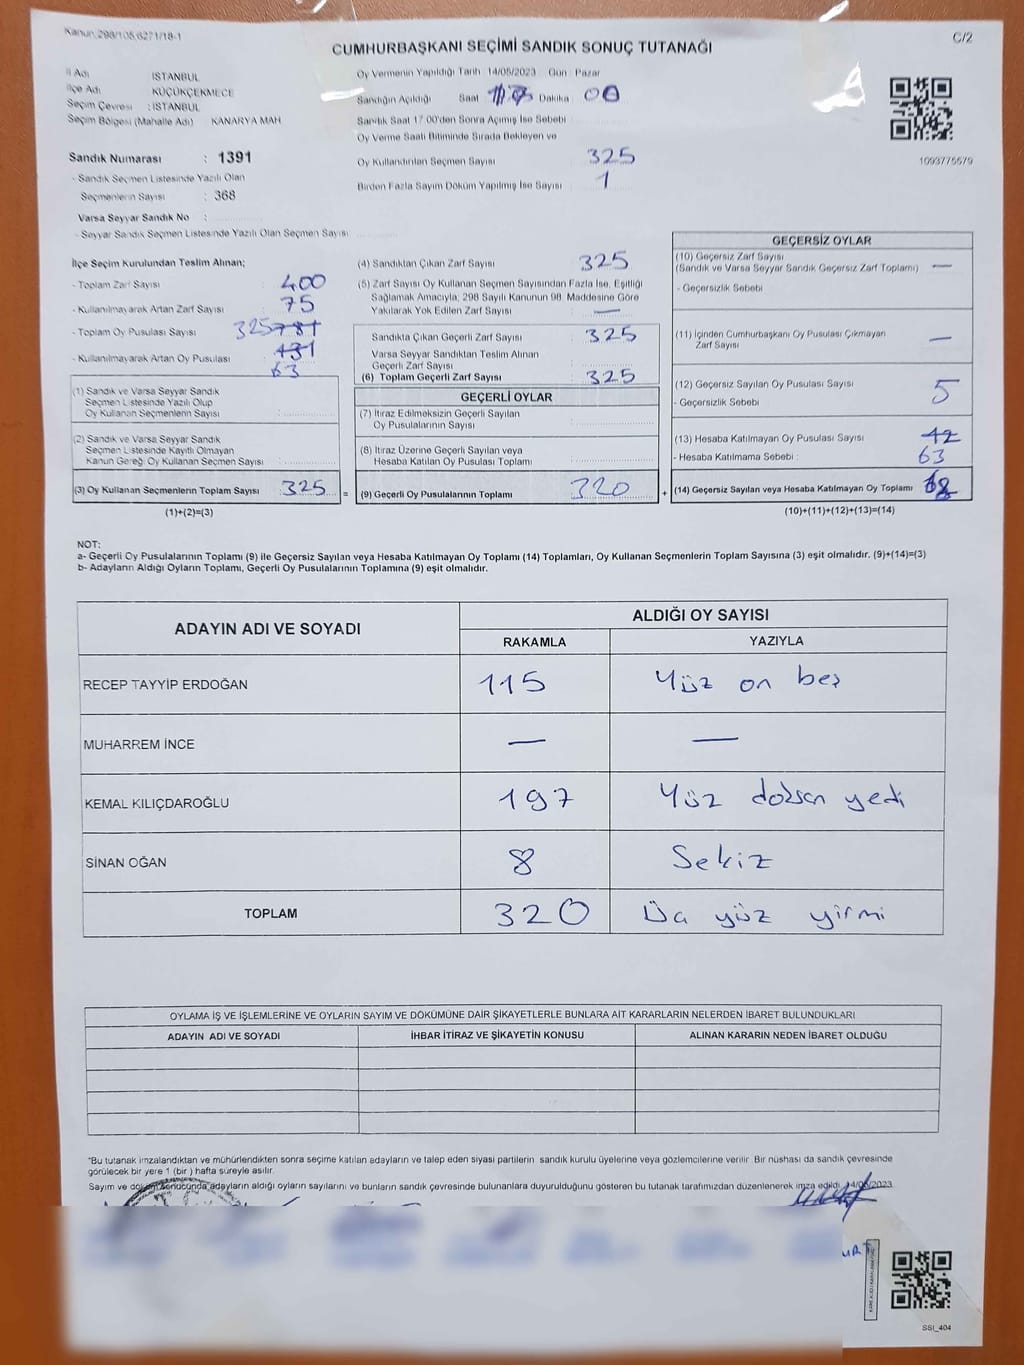 Kanun:298/105,6271/18-1
C/2
CUMHURBAŞKANI SEÇİMİ SANDIK SONUÇ TUTANAĞI
İl Adı İSTANBUL
İlçe Adı KÜÇÜKÇEKMECE
Seçim Çevresi : İSTANBUL
Seçim Bölgesi (Mahalle Adı) KANARYA MAH
Sandık Numarası : 1391
- Sandık Seçmen Listesinde Yazılı Olan
Seçmenlerin Sayısı : 368
Varsa Seyyar Sandık No :
- Seyyar Sandık Seçmen Listesinde Yazılı Olan Seçmen Sayısı:
Oy Vermenin Yapıldığı Tarih 14/05/2023 Gün : Pazar
Sandığın Açıldığı Saat Dakika
Sandık Saat 17:00'den Sonra Açımış İse Sebebi
Oy Verme Saati Bitiminde Sırada Bekleyen ve
Oy Kullandırılan Seçmen Sayısı 325
Birden Fazla Sayım Döküm Yapılmış İse Sayısı 1
1093775579
İlçe Seçim Kurulundan Teslim Alınan;
- Toplam Zarf Sayısı 400
- Kullanılmayarak Artan Zarf Sayısı 75
- Toplam Oy Pusulası Sayısı 325
- Kullanılmayarak Artan Oy Pusulası 431
63
(1) Sandık ve Varsa Seyyar Sandık
Seçmen Listesinde Yazılı Olup
Oy Kullanan Seçmenlerin Sayısı :
(2) Sandık ve Varsa Seyyar Sandık
Seçmen Listesinde Kayıtlı Olmayan
Kanun Gereği Oy Kullanan Seçmen Sayısı :
(3) Oy Kullanan Seçmenlerin Toplam Sayısı 325 =
(1)+(2)=(3)
(4) Sandıktan Çıkan Zarf Sayısı 325
(5) Zarf Sayısı Oy Kullanan Seçmen Sayısından Fazla İse, Eşitliği
Sağlamak Amacıyla; 298 Sayılı Kanunun 98. Maddesine Göre
Yakılarak Yok Edilen Zarf Sayısı : —
Sandıkta Çıkan Geçerli Zarf Sayısı : 325
Varsa Seyyar Sandıktan Teslim Alınan
Geçerli Zarf Sayısı :
(6) Toplam Geçerli Zarf Sayısı : 325
GEÇERLİ OYLAR
(7) İtiraz Edilmeksizin Geçerli Sayılan
Oy Pusulalarının Sayısı :
(8) İtiraz Üzerine Geçerli Sayılan veya
Hesaba Katılan Oy Pusulası Toplamı :
(9) Geçerli Oy Pusulalarının Toplamı : 320 +
GEÇERSİZ OYLAR
(10) Geçersiz Zarf Sayısı
(Sandık ve Varsa Seyyar Sandık Geçersiz Zarf Toplamı) —
- Geçersizlik Sebebi
(11) İçinden Cumhurbaşkanı Oy Pusulası Çıkmayan
Zarf Sayısı —
(12) Geçersiz Sayılan Oy Pusulası Sayısı 5
- Geçersizlik Sebebi
(13) Hesaba Katılmayan Oy Pusulası Sayısı 42
- Hesaba Katılmama Sebebi : 63
(14) Geçersiz Sayılan veya Hesaba Katılmayan Oy Toplamı
(10)+(11)+(12)+(13)=(14)
NOT:
a- Geçerli Oy Pusulalarının Toplamı (9) ile Geçersiz Sayılan veya Hesaba Katılmayan Oy Toplamı (14) Toplamları, Oy Kullanan Seçmenlerin Toplam Sayısına (3) eşit olmalıdır. (9)+(14)=(3)
b- Adayların Aldığı Oyların Toplamı, Geçerli Oy Pusulalarının Toplamına (9) eşit olmalıdır.
ADAYIN ADI VE SOYADI
ALDIĞI OY SAYISI
RAKAMLA YAZIYLA
RECEP TAYYİP ERDOĞAN 115 Yüz on beş
MUHARREM İNCE — —
KEMAL KILIÇDAROĞLU 197 Yüz doksan yedi
SİNAN OĞAN 8 Sekiz
TOPLAM 320 Üç yüz yirmi
OYLAMA İŞ VE İŞLEMLERİNE VE OYLARIN SAYIM VE DÖKÜMÜNE DAİR ŞİKAYETLERLE BUNLARA AİT KARARLARIN NELERDEN İBARET BULUNDUKLARI
ADAYIN ADI VE SOYADI İHBAR İTİRAZ VE ŞİKAYETİN KONUSU ALINAN KARARIN NEDEN İBARET OLDUĞU
"Bu tutanak imzalandıktan ve mühürlendikten sonra seçime katılan adayların ve talep eden siyasi partilerin sandık kurulu üyelerine veya gözlemcilerine verilir. Bir nüshası da sandık çevresinde
görülecek bir yere 1 (bir ) hafta süreyle asılır.
Sayım ve döküm sonucunda adayların aldığı oyların sayılarını ve bunların sandık çevresinde bulunanlara duyurulduğunu gösteren bu tutanak tarafımızdan düzenlenerek imza edildi. 14/05/2023
SSI_404